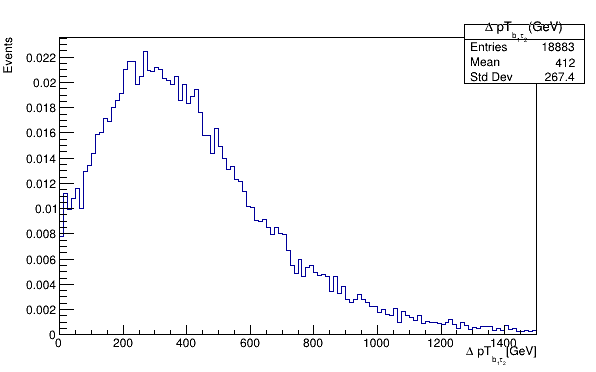 Δ pT_{b_1τ_2}(GeV)
Entries 18883
Mean 412
Std Dev 267.4
Events
0.022
0.02
0.018
0.016
0.014
0.012
0.01
0.008
0.006
0.004
0.002
0
0 200 400 600 800 1000 1200 1400
Δ pT_{b_1τ_2}[GeV]